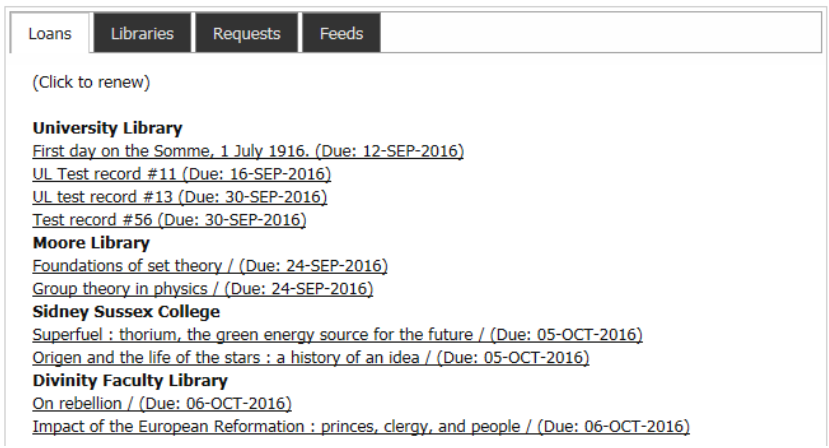 Loans Libraries Requests Feeds
(Click to renew)
University Library
First day on the Somme, 1 July 1916. (Due: 12-SEP-2016)
UL Test record #11 (Due: 16-SEP-2016)
UL test record #13 (Due: 30-SEP-2016)
Test record #56 (Due: 30-SEP-2016)
Moore Library
Foundations of set theory / (Due: 24-SEP-2016)
Group theory in physics / (Due: 24-SEP-2016)
Sidney Sussex College
Superfuel : thorium, the green energy source for the future / (Due: 05-OCT-2016)
Origen and the life of the stars : a history of an idea / (Due: 05-OCT-2016)
Divinity Faculty Library
On rebellion / (Due: 06-OCT-2016)
Impact of the European Reformation : princes, clergy, and people / (Due: 06-OCT-2016)